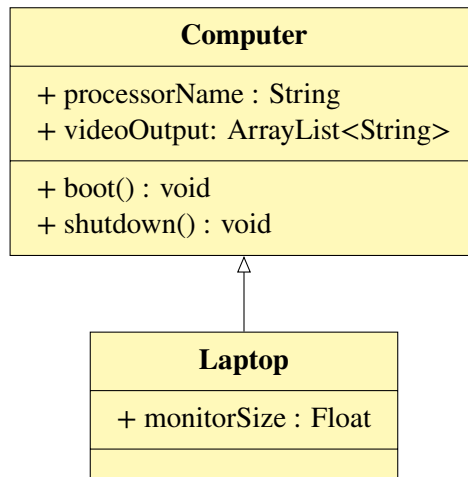 Computer
+ processorName : String
+ videoOutput: ArrayList<String>
+ boot() : void
+ shutdown() : void
Laptop
+ monitorSize : Float